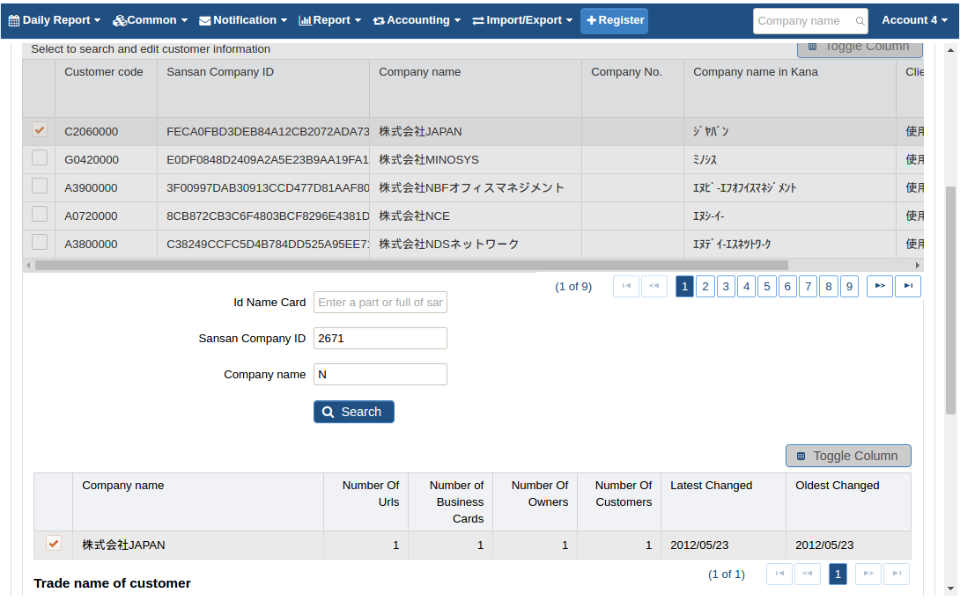 Daily Report Common Notification Report Accounting Import/Export Register Company name Account 4
Select to search and edit customer information Toggle Column
Customer code Sansan Company ID Company name Company No. Company name in Kana Clie
C2060000 FECA0FBD3DEB84A12CB2072ADA73 株式会社JAPAN ｼﾞｬﾊﾟﾝ 使用
G0420000 E0DF0848D2409A2A5E23B9AA19FA1 株式会社MINOSYS ﾐﾉｼｽ 使用
A3900000 3F00997DAB30913CCD477D81AAF80 株式会社NBFオフィスマネジメント ｴﾇﾋﾞ-ｴﾌｵﾌｲｽﾏﾈｼﾞﾒﾝﾄ 使用
A0720000 8CB872CB3C6F4803BCF8296E4381D 株式会社NCE ｴﾇｼ-ｲ- 使用
A3800000 C38249CCFC5D4B784DD525A95EE7 株式会社NDSネットワーク ｴﾇﾃﾞｲ-ｴｽﾈｯﾄﾜ-ｸ 使用
(1 of 9) 1 2 3 4 5 6 7 8 9
Id Name Card Enter a part or full of sar
Sansan Company ID 2671
Company name N
Search
Toggle Column
Company name Number Of Urls Number of Business Cards Number Of Owners Number Of Customers Latest Changed Oldest Changed
株式会社JAPAN 1 1 1 1 2012/05/23 2012/05/23
(1 of 1) 1
Trade name of customer